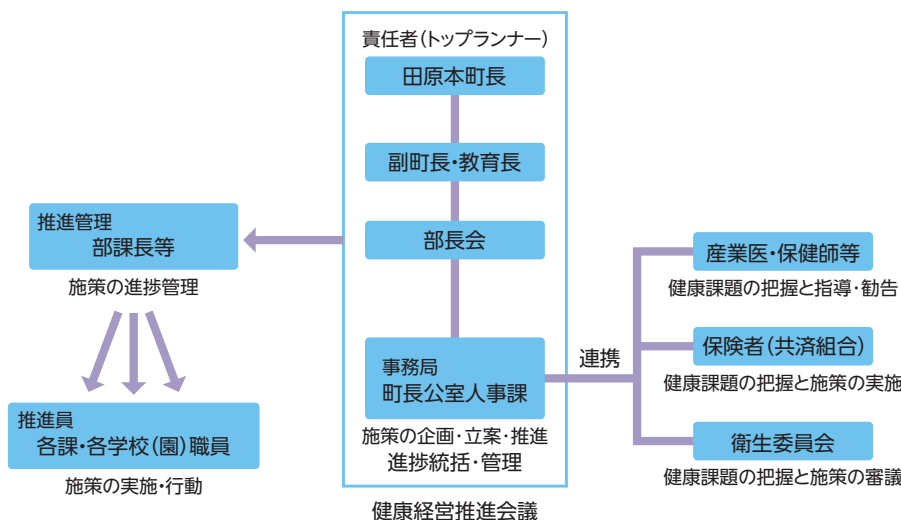 責任者(トップランナー)
田原本町長
副町長・教育長
部長会
事務局
町長公室人事課
施策の企画・立案・推進
進捗統括・管理
健康経営推進会議
推進管理
部課長等
施策の進捗管理
推進員
各課・各学校(園)職員
施策の実施・行動
連携
産業医・保健師等
健康課題の把握と指導・勧告
保険者(共済組合)
健康課題の把握と施策の実施
衛生委員会
健康課題の把握と施策の審議